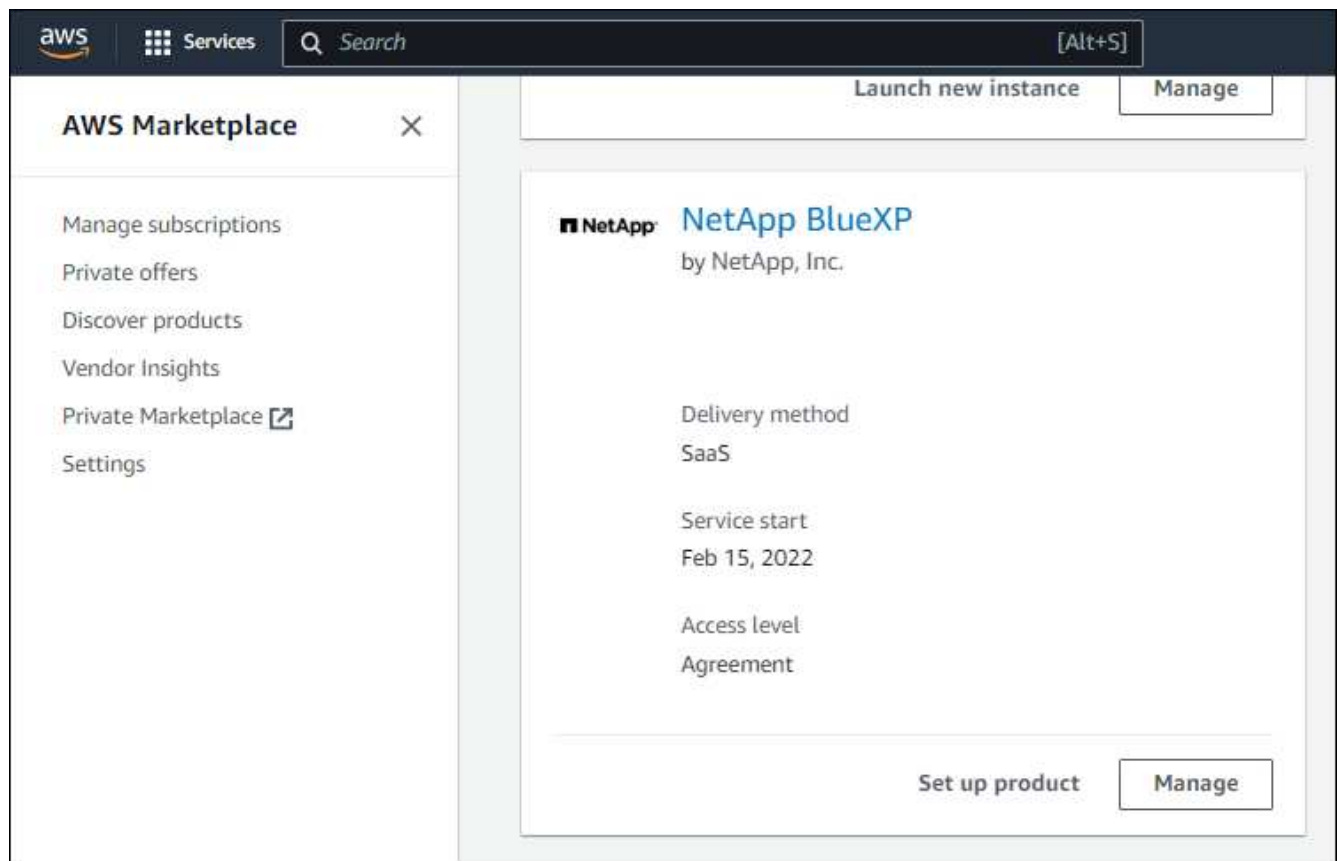 aws
Services
Search
[Alt+S]
AWS Marketplace
Manage subscriptions
Private offers
Discover products
Vendor Insights
Private Marketplace
Settings
Launch new instance
Manage
NetApp
NetApp BlueXP
by NetApp, Inc.
Delivery method
SaaS
Service start
Feb 15, 2022
Access level
Agreement
Set up product
Manage